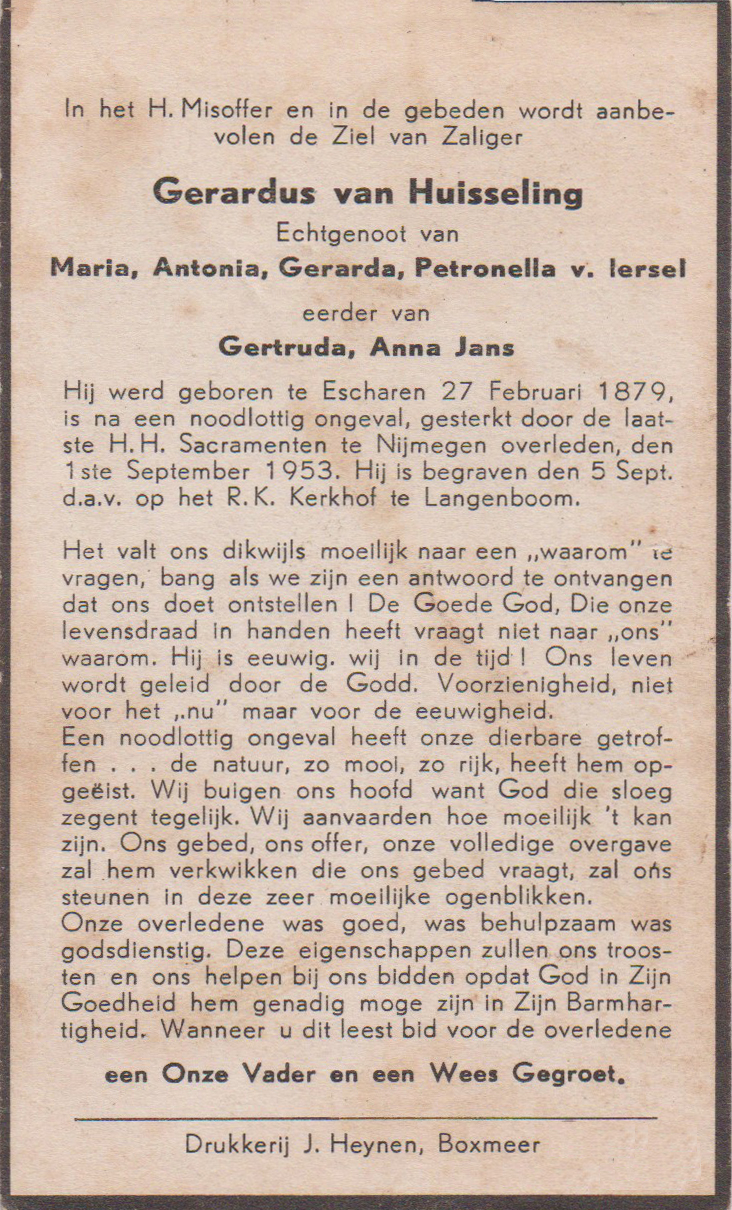 In het H. Misoffer en in de gebeden wordt aanbe-
volen de Ziel van Zaliger
Gerardus van Huisseling
Echtgenoot van
Maria, Antonia, Gerarda, Petronella v. Iersel
eerder van
Gertruda, Anna Jans
Hij werd geboren te Escharen 27 Februari 1879,
is na een noodlottig ongeval, gesterkt door de laat-
ste H.H. Sacramenten te Nijmegen overleden, den
1ste September 1953. Hij is begraven den 5 Sept.
d.a.v. op het R.K. Kerkhof te Langenboom.
Het valt ons dikwijls moeilijk naar een „waarom" te
vragen, bang als we zijn een antwoord te ontvangen
dat ons doet ontstellen! De Goede God, Die onze
levensdraad in handen heeft vraagt niet naar „ons"
waarom. Hij is eeuwig. wij in de tijd! Ons leven
wordt geleid door de Godd. Voorzienigheid, niet
voor het „nu" maar voor de eeuwigheid.
Een noodlottig ongeval heeft onze dierbare getrof-
fen . . . de natuur, zo mooi, zo rijk, heeft hem op-
geëist. Wij buigen ons hoofd want God die sloeg
zegent tegelijk. Wij aanvaarden hoe moeilijk 't kan
zijn. Ons gebed, ons offer, onze volledige overgave
zal hem verkwikken die ons gebed vraagt, zal ons
steunen in deze zeer moeilijke ogenblikken.
Onze overledene was goed, was behulpzaam was
godsdienstig. Deze eigenschappen zullen ons troos-
ten en ons helpen bij ons bidden opdat God in Zijn
Goedheid hem genadig moge zijn in Zijn Barmhar-
tigheid. Wanneer u dit leest bid voor de overledene
een Onze Vader en een Wees Gegroet.
Drukkerij J. Heynen, Boxmeer